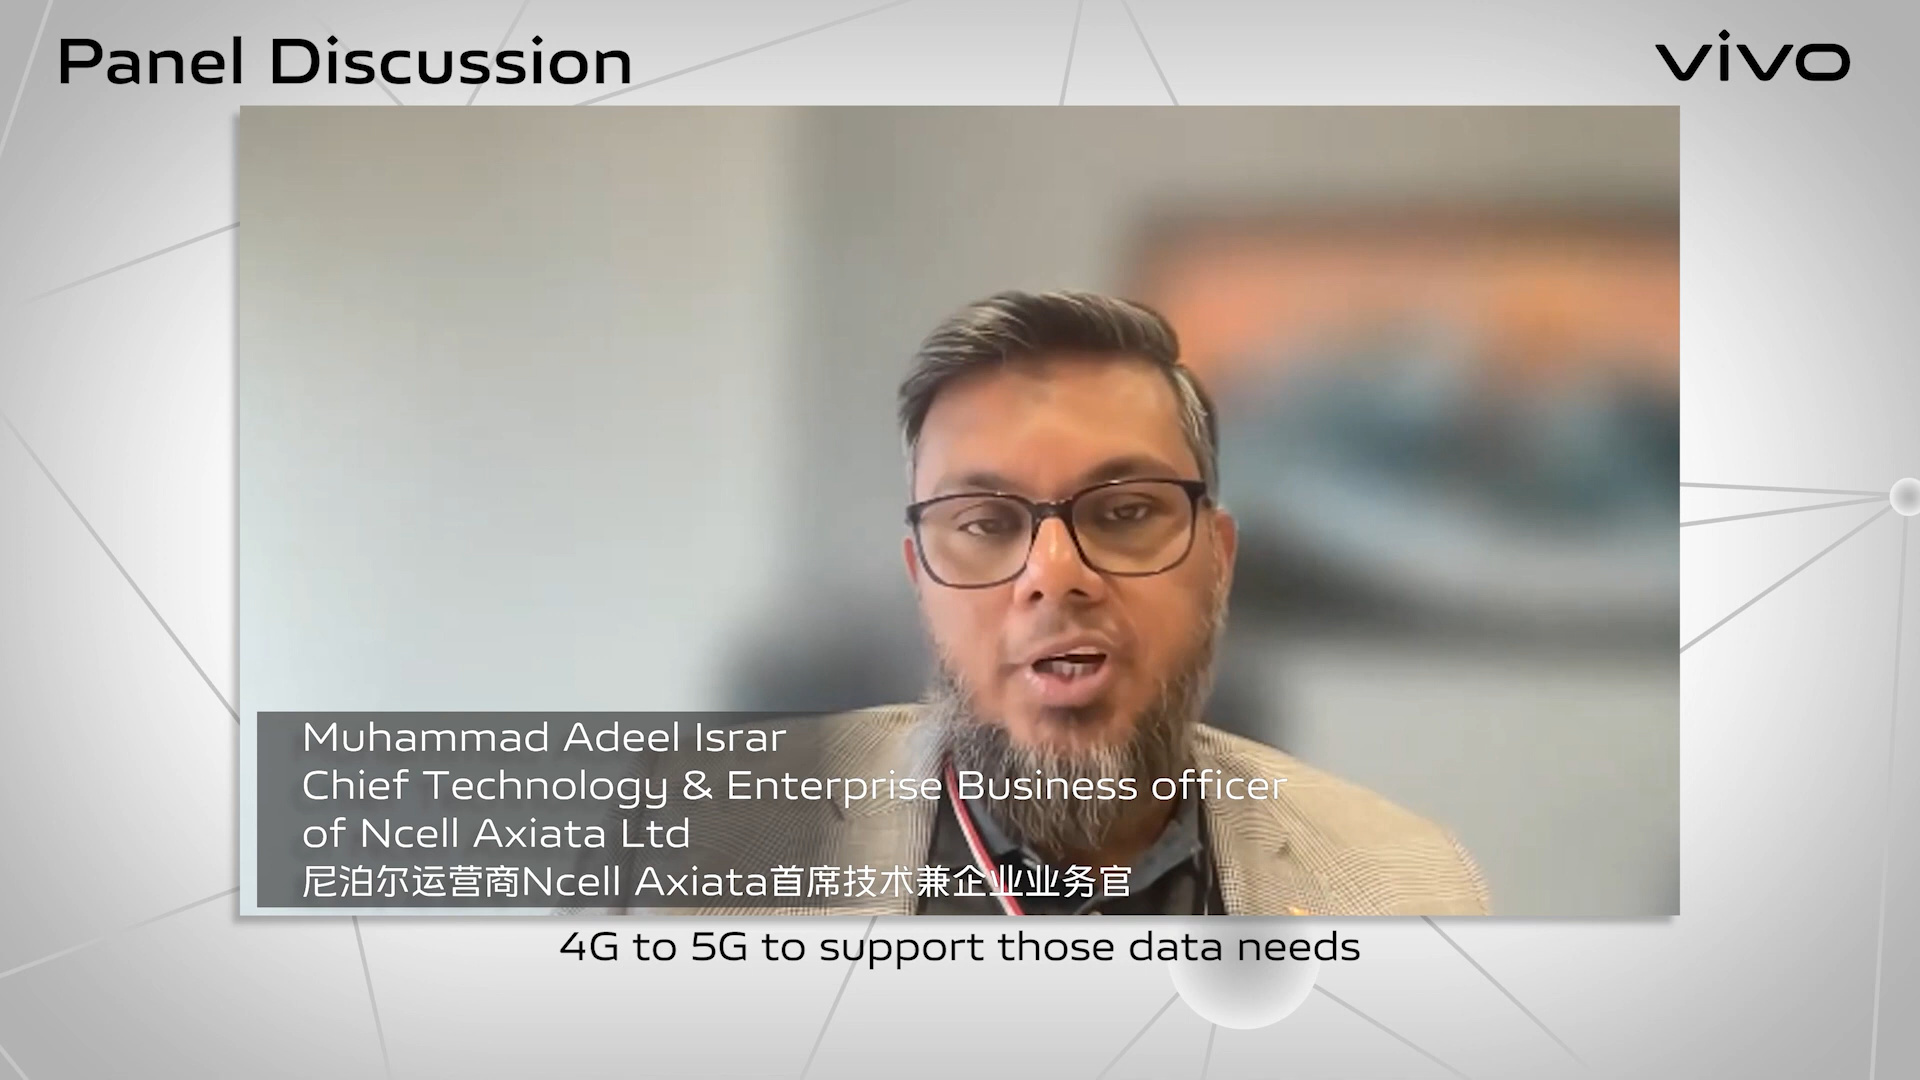 Panel Discussion
vivo
Muhammad Adeel Israr
Chief Technology & Enterprise Business officer
of Ncell Axiata Ltd
尼泊尔运营商Ncell Axiata首席技术兼企业业务官
4G to 5G to support those data needs